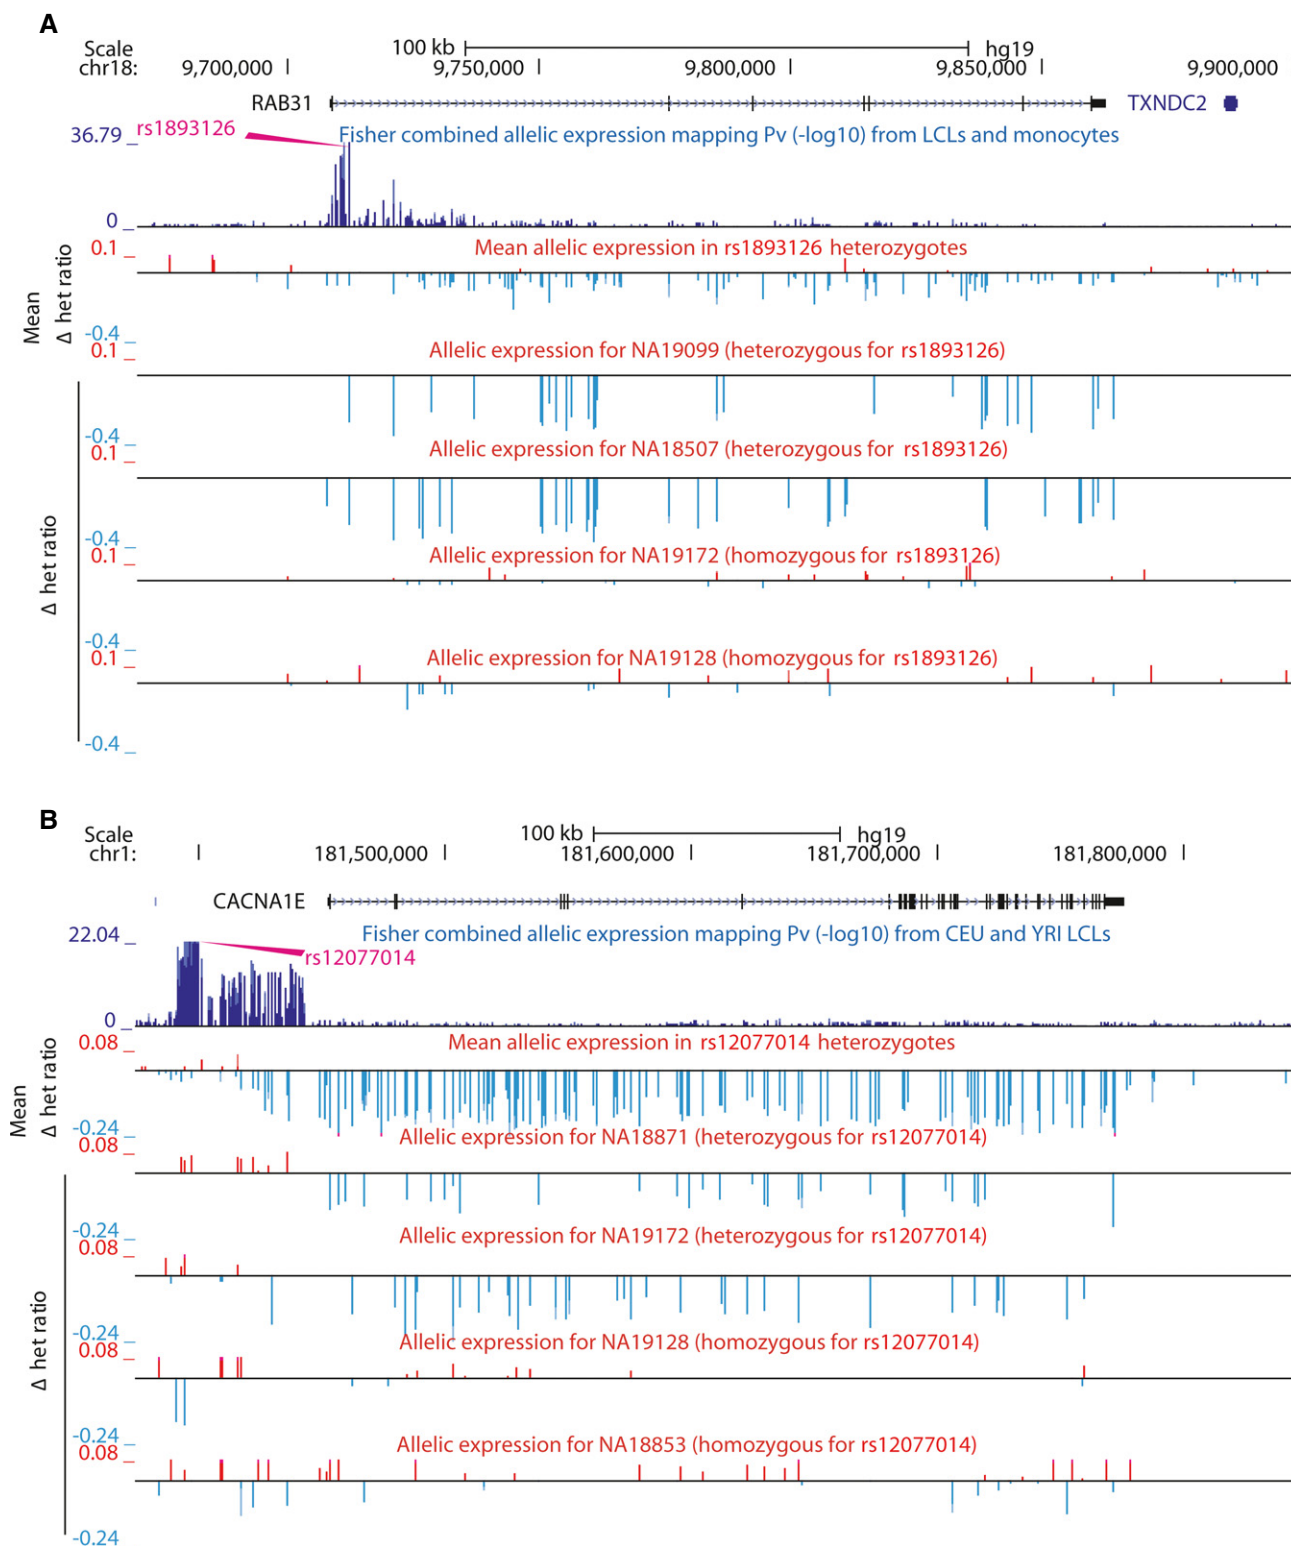 A
Scale 100 kb hg19
chr18: 9,700,000 9,750,000 9,800,000 9,850,000 9,900,000
RAB31 TXNDC2
36.79 rs1893126 Fisher combined allelic expression mapping Pv (-log10) from LCLs and monocytes
0
0.1 Mean allelic expression in rs1893126 heterozygotes
Mean
Δ het ratio
-0.4
0.1 Allelic expression for NA19099 (heterozygous for rs1893126)
-0.4
0.1 Allelic expression for NA18507 (heterozygous for rs1893126)
Δ het ratio
-0.4
0.1 Allelic expression for NA19172 (homozygous for rs1893126)
-0.4
0.1 Allelic expression for NA19128 (homozygous for rs1893126)
-0.4
B
Scale 100 kb hg19
chr1: 181,500,000 181,600,000 181,700,000 181,800,000
CACNA1E
22.04 Fisher combined allelic expression mapping Pv (-log10) from CEU and YRI LCLs
rs12077014
0
0.08 Mean allelic expression in rs12077014 heterozygotes
Mean
Δ het ratio
-0.24
0.08 Allelic expression for NA18871 (heterozygous for rs12077014)
-0.24
0.08 Allelic expression for NA19172 (heterozygous for rs12077014)
Δ het ratio
-0.24
0.08 Allelic expression for NA19128 (homozygous for rs12077014)
-0.24
0.08 Allelic expression for NA18853 (homozygous for rs12077014)
-0.24